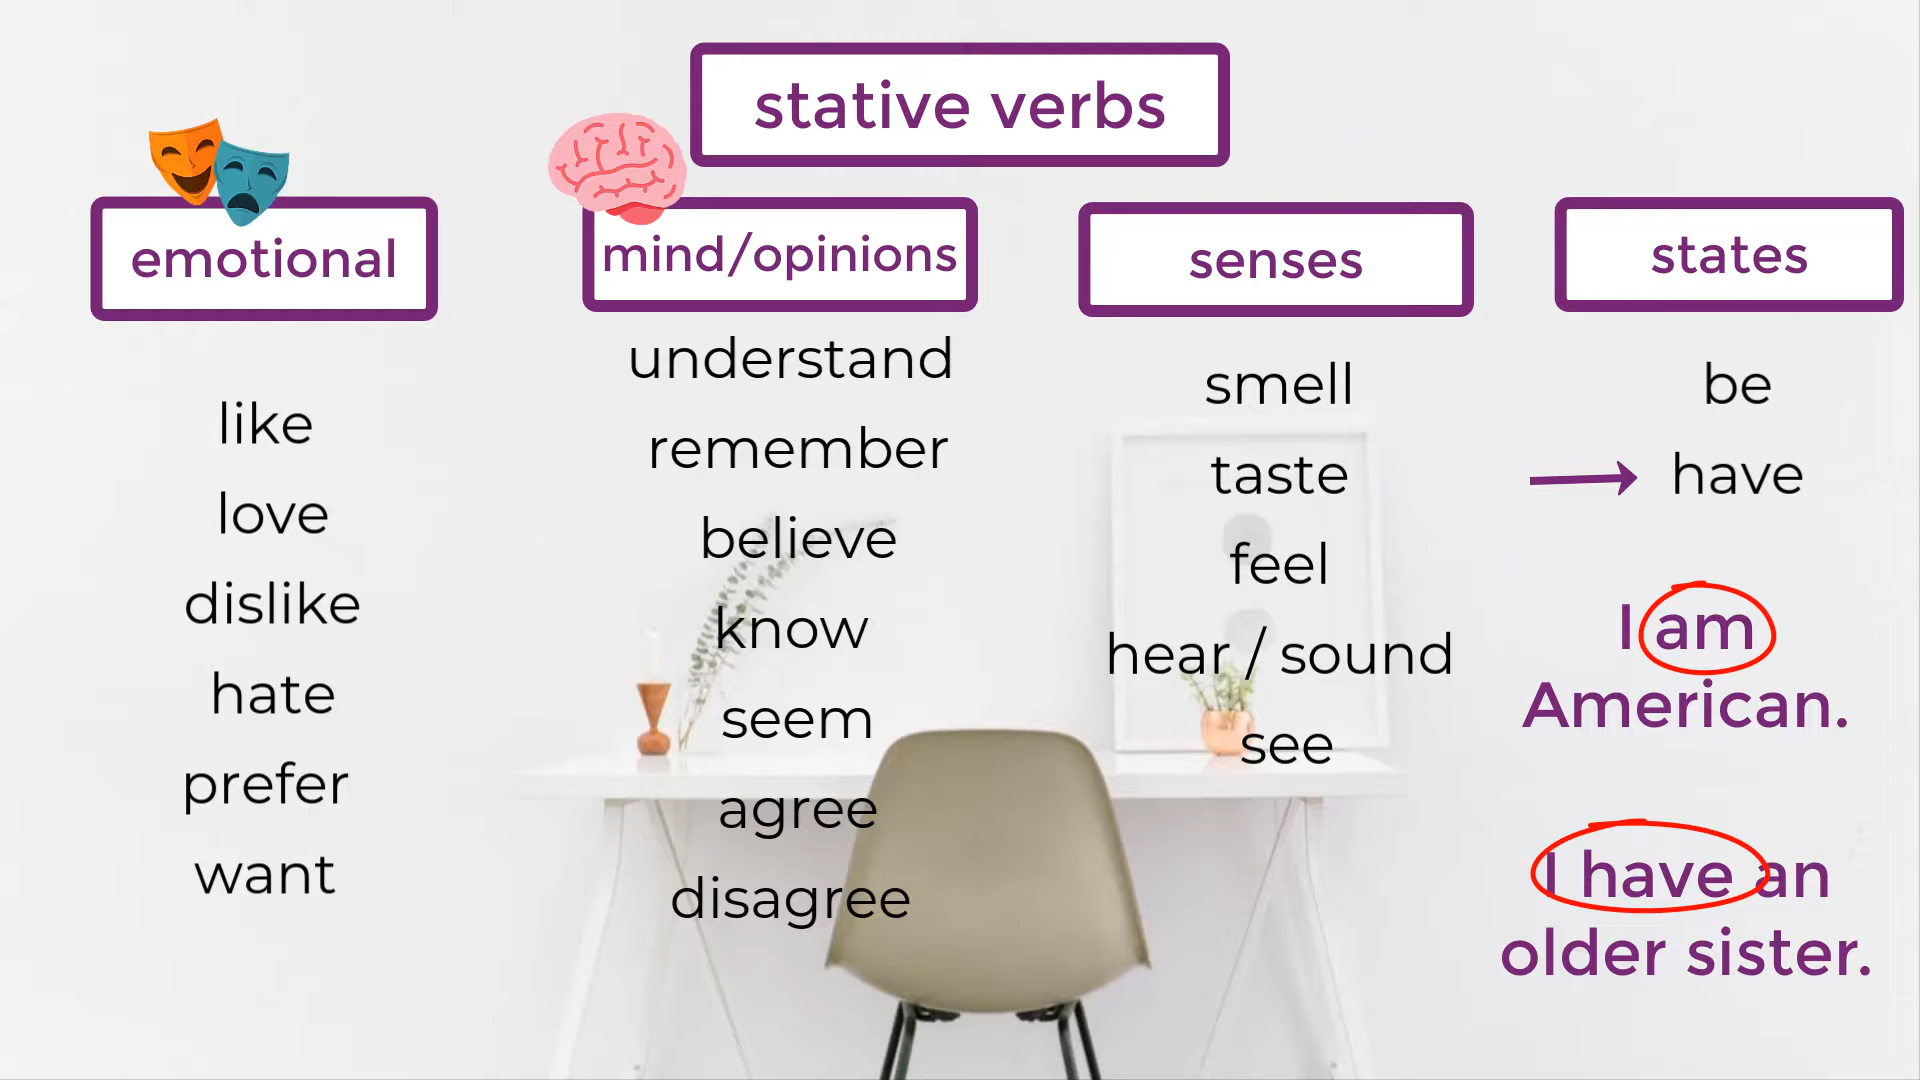 stative verbs
emotional
like
love
dislike
hate
prefer
want
mind/opinions
understand
remember
believe
know
seem
agree
disagree
senses
smell
taste
feel
hear / sound
see
states
be
have
I am
American.
I have an
older sister.